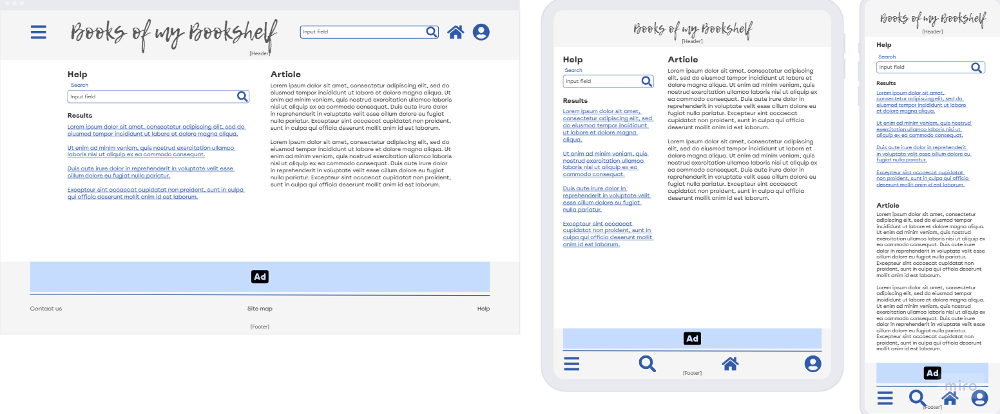 Books of my Bookshelf
Input field
[Header]
Help
Search
Input field
Results
Lorem ipsum dolor sit amet, consectetur adipiscing elit, sed do
eiusmod tempor incididunt ut labore et dolore magna aliqua.
Ut enim ad minim veniam, quis nostrud exercitation ullamco
laboris nisi ut aliquip ex ea commodo consequat.
Duis aute irure dolor in reprehenderit in voluptate velit esse
cillum dolore eu fugiat nulla pariatur.
Excepteur sint occaecat cupidatat non proident, sunt in culpa
qui officia deserunt mollit anim id est laborum.
Article
Lorem ipsum dolor sit amet, consectetur adipiscing elit, sed do
eiusmod tempor incididunt ut labore et dolore magna aliqua. Ut
enim ad minim veniam, quis nostrud exercitation ullamco laboris
nisi ut aliquip ex ea commodo consequat. Duis aute irure dolor
in reprehenderit in voluptate velit esse cillum dolore eu fugiat
nulla pariatur. Excepteur sint occaecat cupidatat non proident,
sunt in culpa qui officia deserunt mollit anim id est laborum.
Lorem ipsum dolor sit amet, consectetur adipiscing elit, sed do
eiusmod tempor incididunt ut labore et dolore magna aliqua. Ut
enim ad minim veniam, quis nostrud exercitation ullamco laboris
nisi ut aliquip ex ea commodo consequat. Duis aute irure dolor
in reprehenderit in voluptate velit esse cillum dolore eu fugiat
nulla pariatur. Excepteur sint occaecat cupidatat non proident,
sunt in culpa qui officia deserunt mollit anim id est laborum.
Ad
Contact us
Site map
Help
[Footer]
Books of my Bookshelf
[Header]
Help
Search
Input field
Results
Lorem ipsum dolor sit amet,
consectetur adipiscing elit, sed
do eiusmod tempor incididunt
ut labore et dolore magna
aliqua.
Ut enim ad minim veniam, quis
nostrud exercitation ullamco
laboris nisi ut aliquip ex ea
commodo consequat.
Duis aute irure dolor in
reprehenderit in voluptate velit
esse cillum dolore eu fugiat
nulla pariatur.
Excepteur sint occaecat
cupidatat non proident, sunt in
culpa qui officia deserunt mollit
anim id est laborum.
Article
Lorem ipsum dolor sit amet, consectetur adipiscing
elit, sed do eiusmod tempor incididunt ut labore et
dolore magna aliqua. Ut enim ad minim veniam, quis
nostrud exercitation ullamco laboris nisi ut aliquip ex
ea commodo consequat. Duis aute irure dolor in
reprehenderit in voluptate velit esse cillum dolore eu
fugiat nulla pariatur. Excepteur sint occaecat
cupidatat non proident, sunt in culpa qui officia
deserunt mollit anim id est laborum.
Lorem ipsum dolor sit amet, consectetur adipiscing
elit, sed do eiusmod tempor incididunt ut labore et
dolore magna aliqua. Ut enim ad minim veniam, quis
nostrud exercitation ullamco laboris nisi ut aliquip ex
ea commodo consequat. Duis aute irure dolor in
reprehenderit in voluptate velit esse cillum dolore eu
fugiat nulla pariatur. Excepteur sint occaecat
cupidatat non proident, sunt in culpa qui officia
deserunt mollit anim id est laborum.
Ad
[Footer]
Books of my Bookshelf
[Header]
Help
Search
Input field
Results
Lorem ipsum dolor sit amet,
consectetur adipiscing elit, sed do
eiusmod tempor incididunt ut labore
et dolore magna aliqua.
Ut enim ad minim veniam, quis nostrud
exercitation ullamco laboris nisi ut
aliquip ex ea commodo consequat.
Duis aute irure dolor in reprehenderit
in voluptate velit esse cillum dolore eu
fugiat nulla pariatur.
Excepteur sint occaecat cupidatat
non proident, sunt in culpa qui officia
deserunt mollit anim id est laborum.
Article
Lorem ipsum dolor sit amet, consectetur
adipiscing elit, sed do eiusmod tempor
incididunt ut labore et dolore magna aliqua.
Ut enim ad minim veniam, quis nostrud
exercitation ullamco laboris nisi ut aliquip ex
ea commodo consequat. Duis aute irure
dolor in reprehenderit in voluptate velit esse
cillum dolore eu fugiat nulla pariatur.
Excepteur sint occaecat cupidatat non
proident, sunt in culpa qui officia deserunt
mollit anim id est laborum.
Lorem ipsum dolor sit amet, consectetur
adipiscing elit, sed do eiusmod tempor
incididunt ut labore et dolore magna aliqua.
Ut enim ad minim veniam, quis nostrud
exercitation ullamco laboris nisi ut aliquip ex
ea commodo consequat. Duis aute irure
dolor in reprehenderit in voluptate velit esse
cillum dolore eu fugiat nulla pariatur.
Excepteur sint occaecat cupidatat non
proident, sunt in culpa qui officia deserunt
mollit anim id est laborum.
Ad
miro
[Footer]